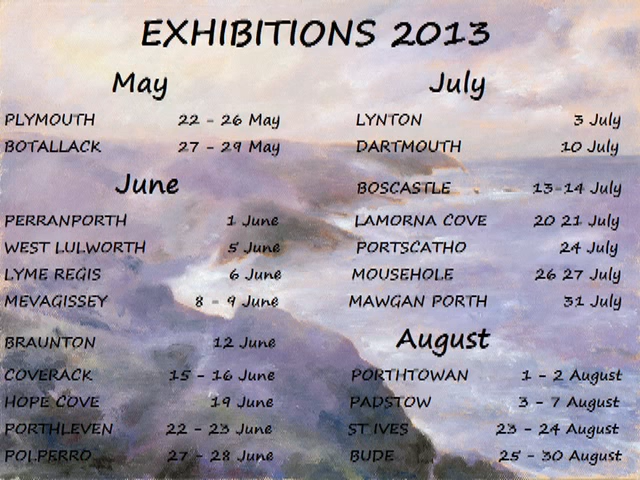 EXHIBITIONS 2013
May
PLYMOUTH 22 - 26 May
BOTALLACK 27 - 29 May
June
PERRANPORTH 1 June
WEST LULWORTH 5 June
LYME REGIS 6 June
MEVAGISSEY 8 - 9 June
BRAUNTON 12 June
COVERACK 15 - 16 June
HOPE COVE 19 June
PORTHLEVEN 22 - 23 June
POLPERRO 27 - 28 June
July
LYNTON 3 July
DARTMOUTH 10 July
BOSCASTLE 13-14 July
LAMORNA COVE 20 21 July
PORTSCATHO 24 July
MOUSEHOLE 26 27 July
MAWGAN PORTH 31 July
August
PORTHTOWAN 1 - 2 August
PADSTOW 3 - 7 August
ST IVES 23 - 24 August
BUDE 25 - 30 August